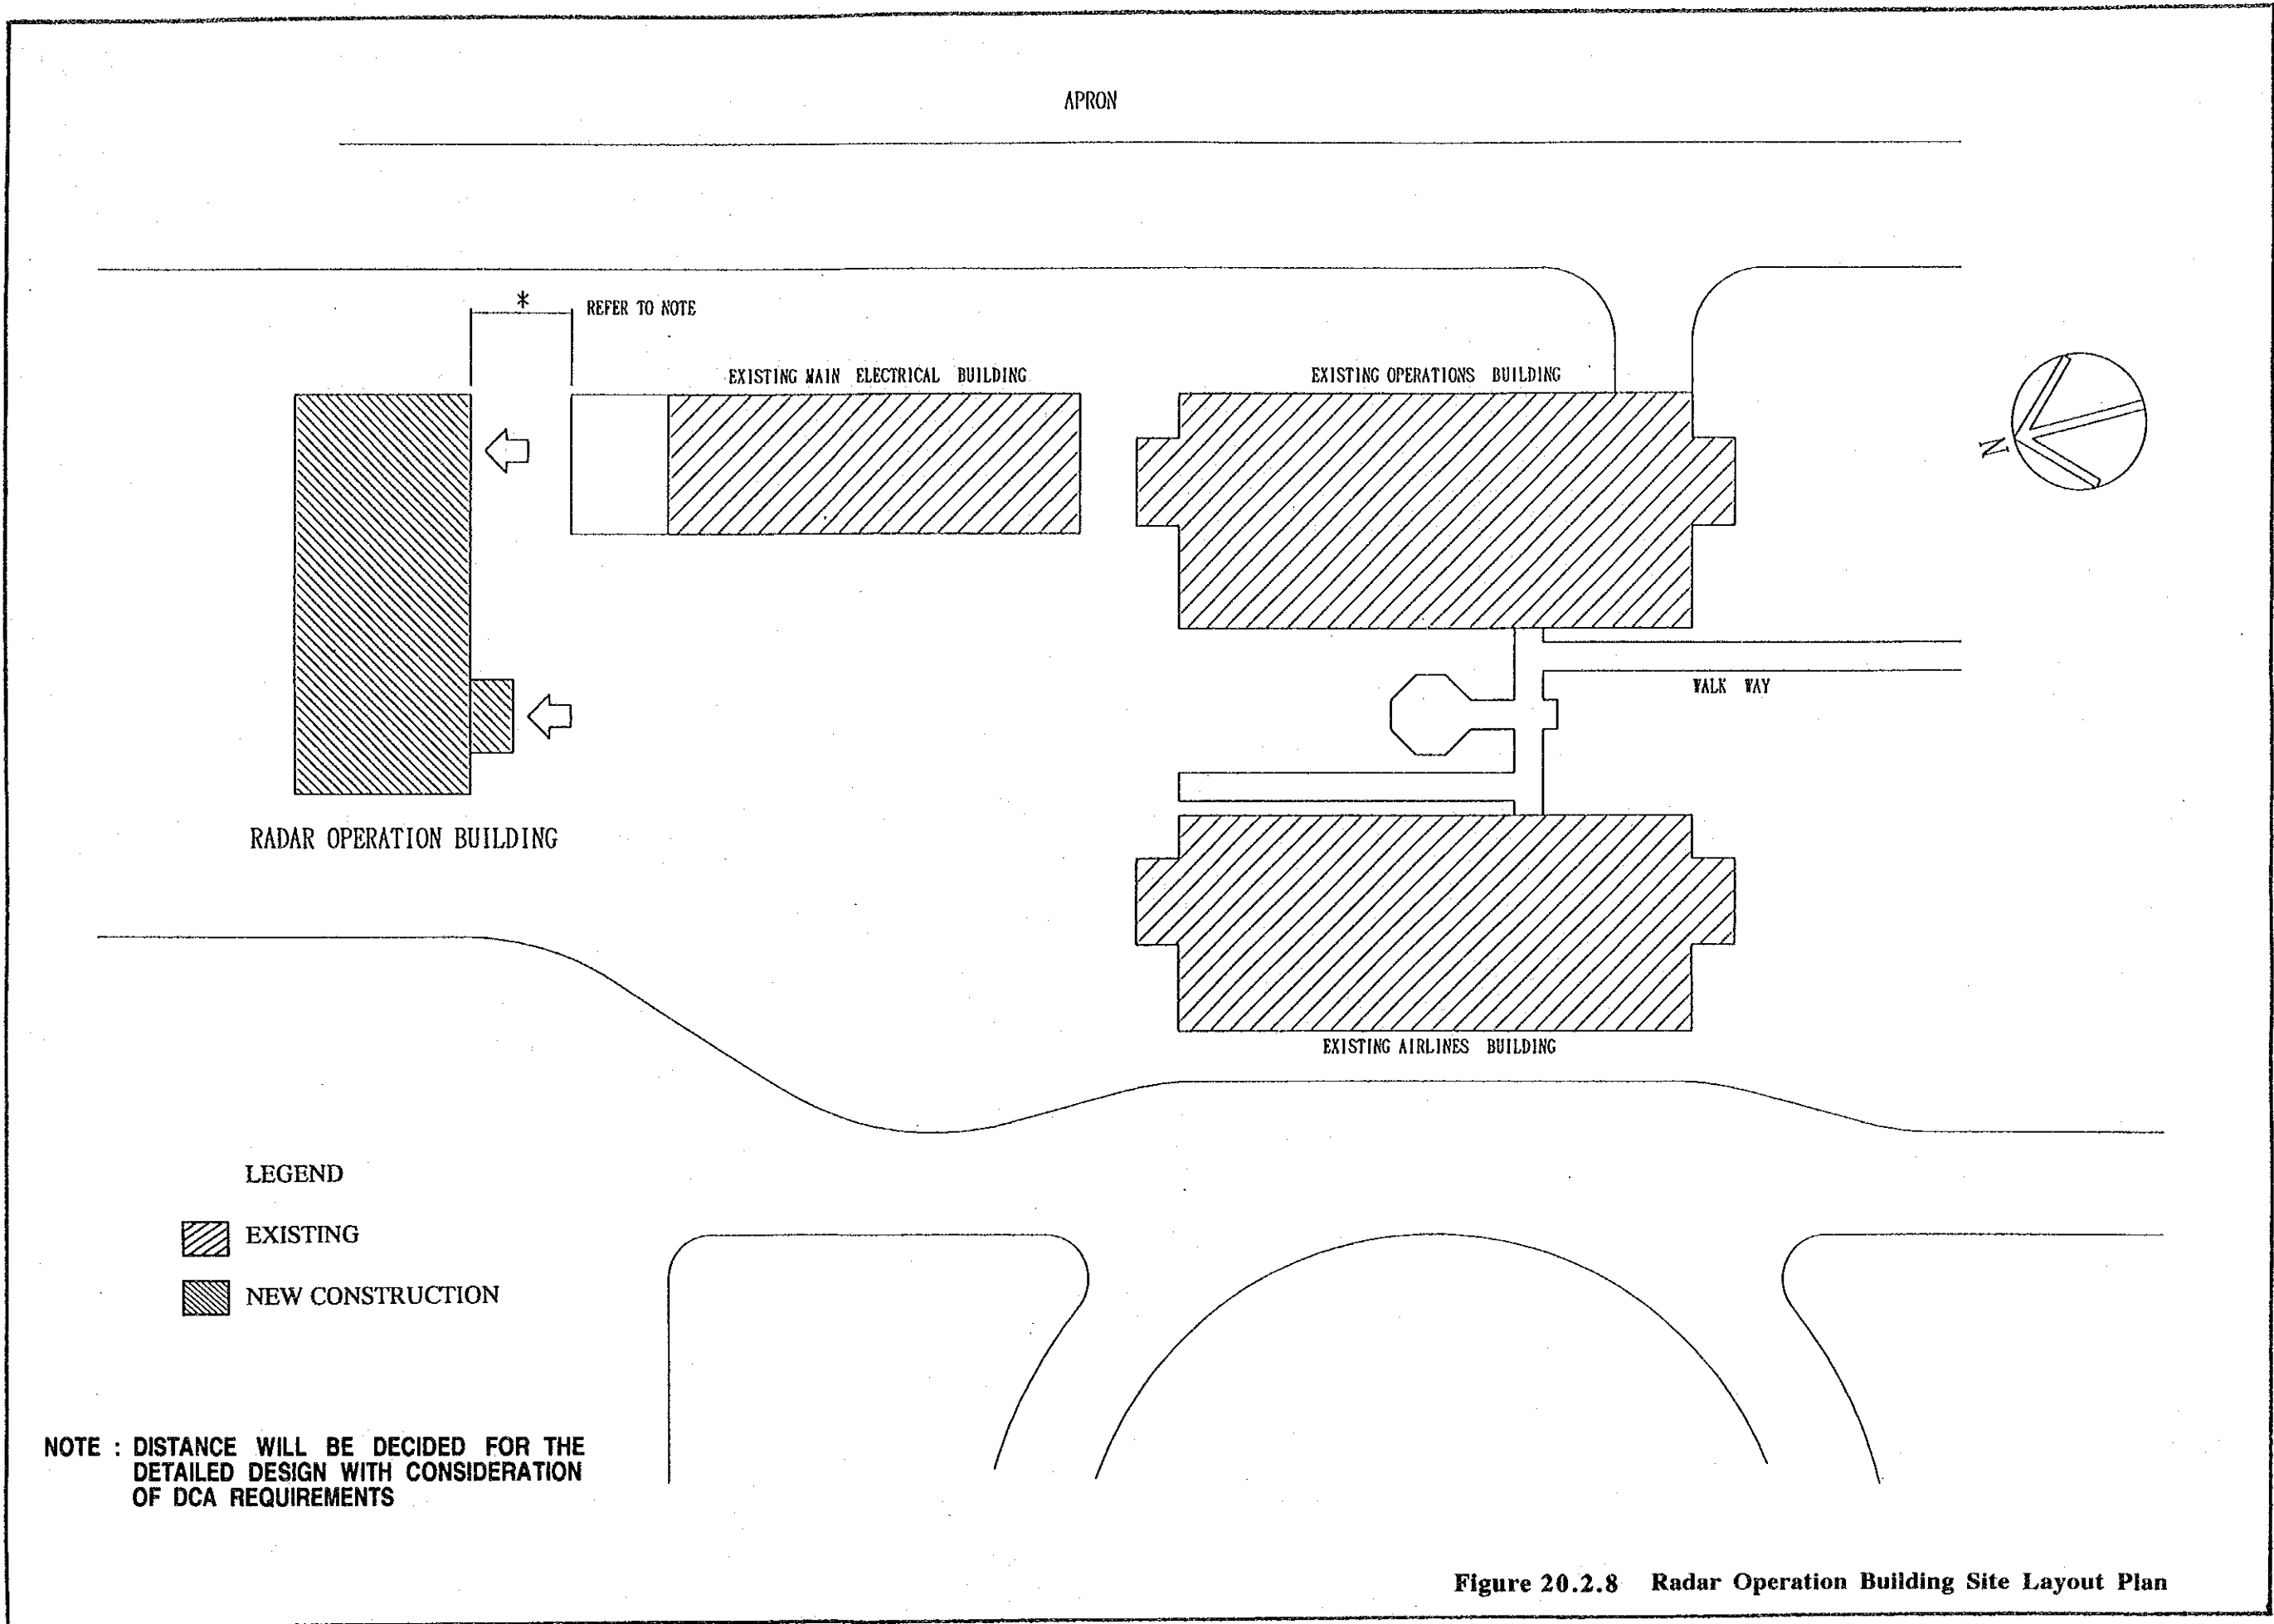 APRON
*
REFER TO NOTE
EXISTING MAIN ELECTRICAL BUILDING
EXISTING OPERATIONS BUILDING
N
WALK WAY
RADAR OPERATION BUILDING
EXISTING AIRLINES BUILDING
LEGEND
EXISTING
NEW CONSTRUCTION
NOTE : DISTANCE WILL BE DECIDED FOR THE
DETAILED DESIGN WITH CONSIDERATION
OF DCA REQUIREMENTS
Figure 20.2.8 Radar Operation Building Site Layout Plan